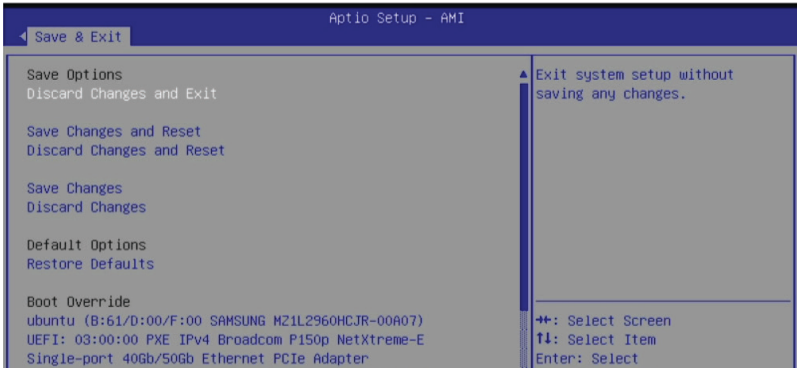 Aptio Setup - AMI
Save & Exit
Save Options
Discard Changes and Exit
Save Changes and Reset
Discard Changes and Reset
Save Changes
Discard Changes
Default Options
Restore Defaults
Boot Override
ubuntu (B:61/D:00/F:00 SAMSUNG MZ1L2960HCJR-00A07)
UEFI: 03:00:00 PXE IPv4 Broadcom P150p NetXtreme-E
Single-port 40Gb/50Gb Ethernet PCIe Adapter
Exit system setup without
saving any changes.
→←: Select Screen
↑↓: Select Item
Enter: Select